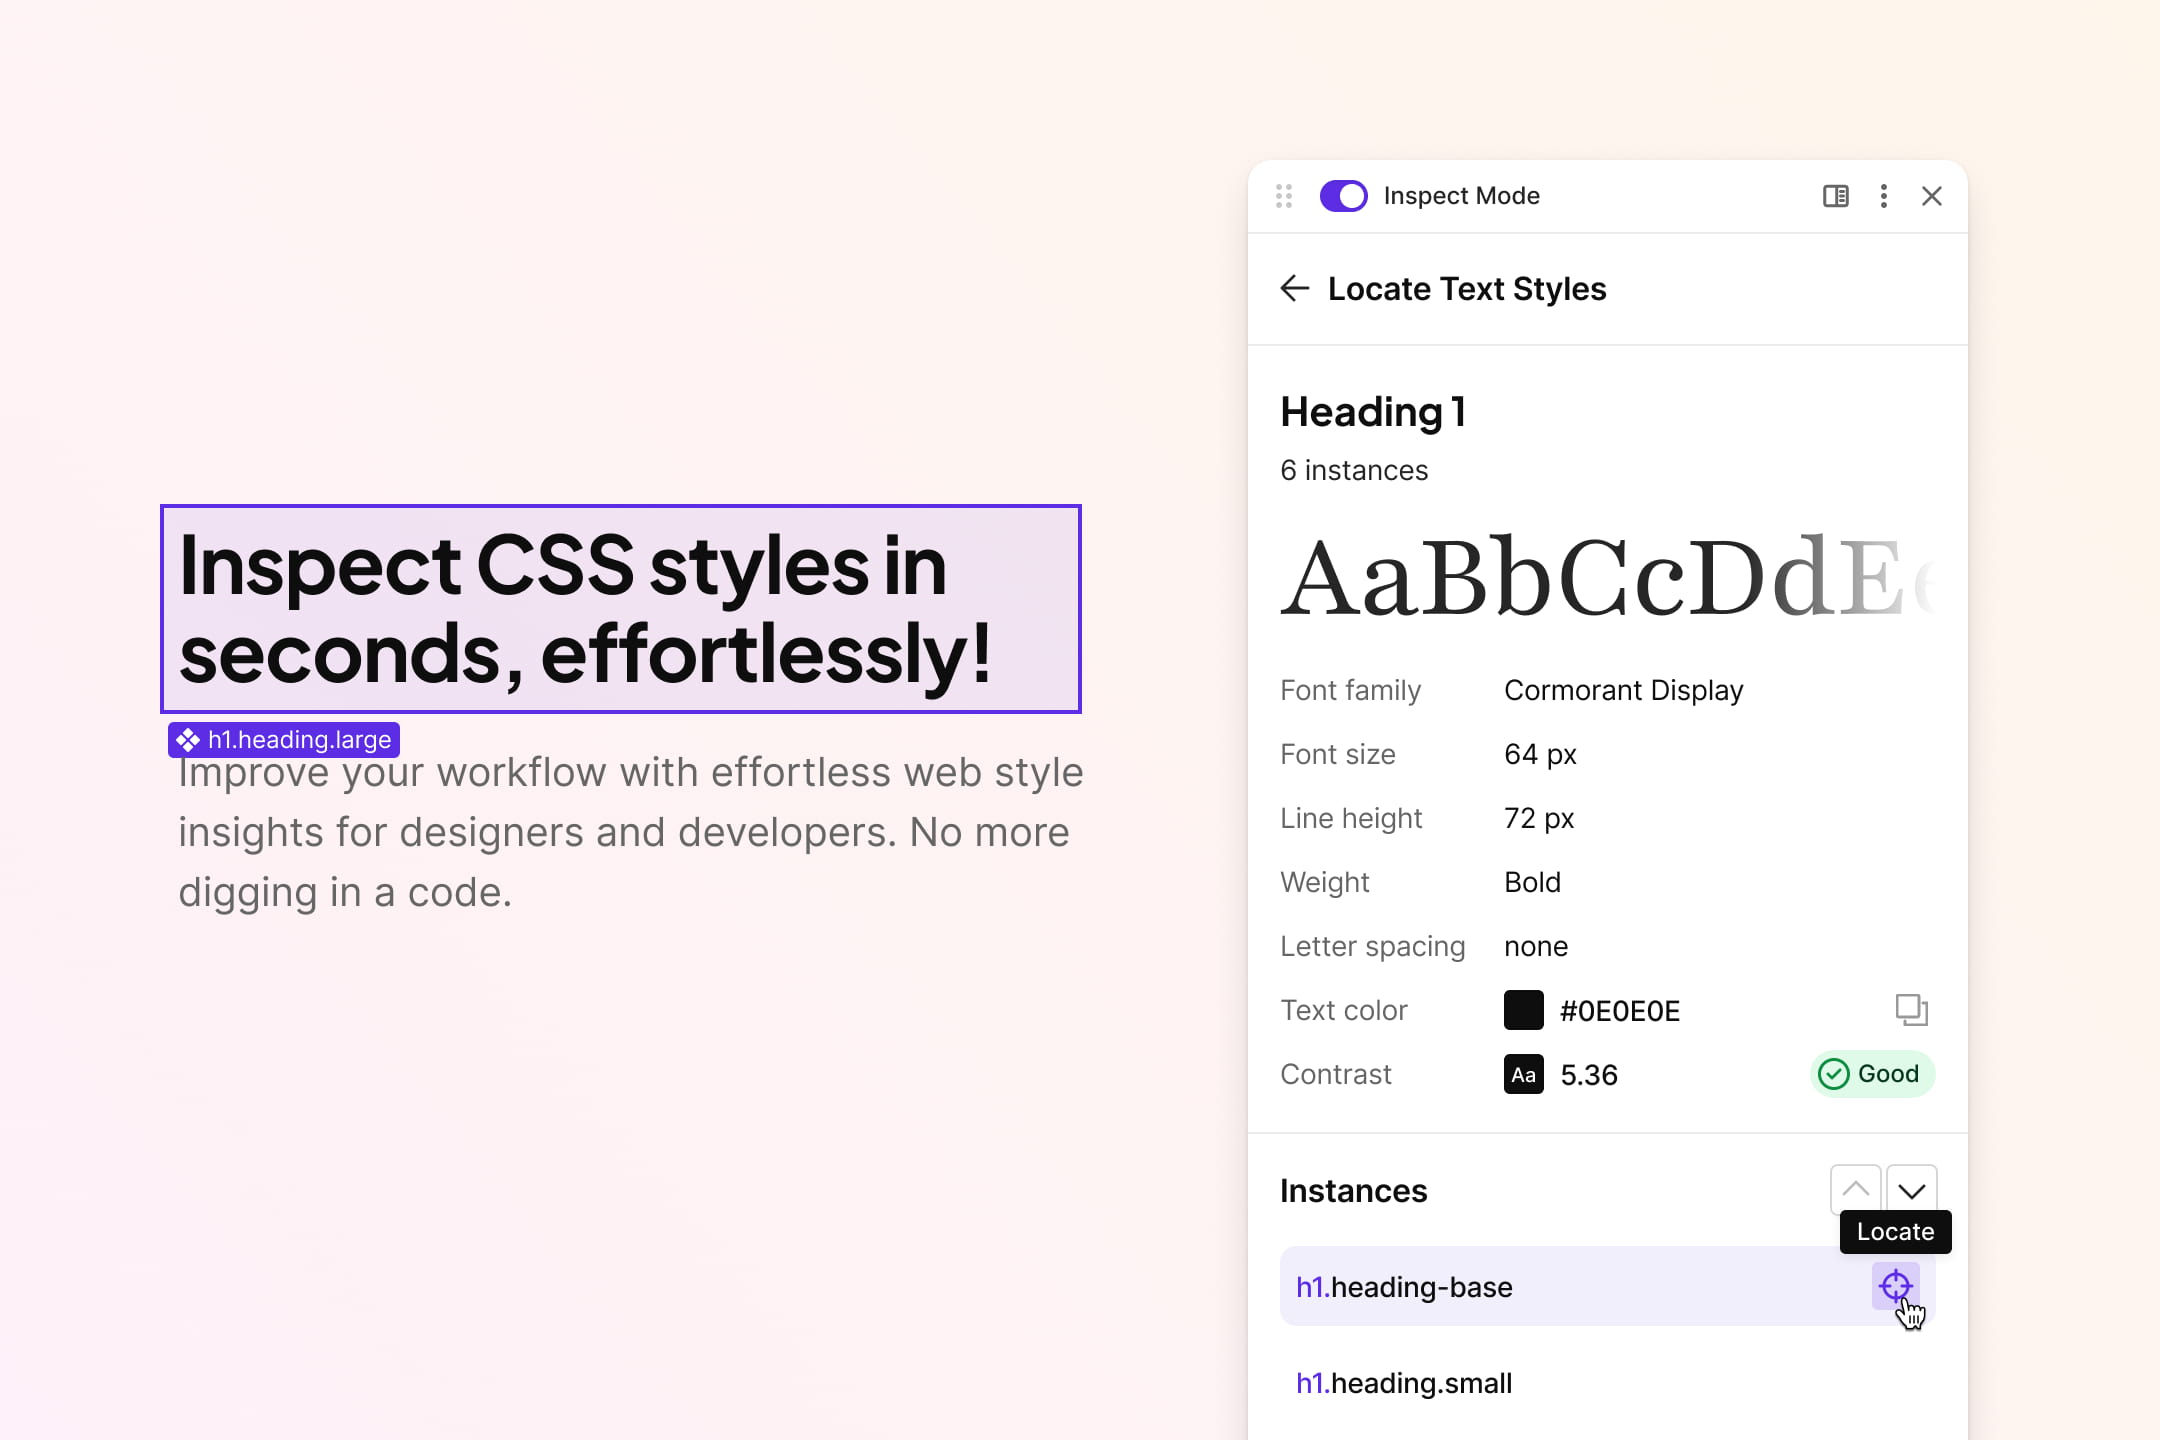 Inspect CSS styles in
seconds, effortlessly!
h1.heading.large
Improve your workflow with effortless web style
insights for designers and developers. No more
digging in a code.
Inspect Mode
Locate Text Styles
Heading 1
6 instances
AaBbCcDdEe
Font family Cormorant Display
Font size 64 px
Line height 72 px
Weight Bold
Letter spacing none
Text color #0E0E0E
Contrast Aa 5.36 Good
Instances
Locate
h1.heading-base
h1.heading.small